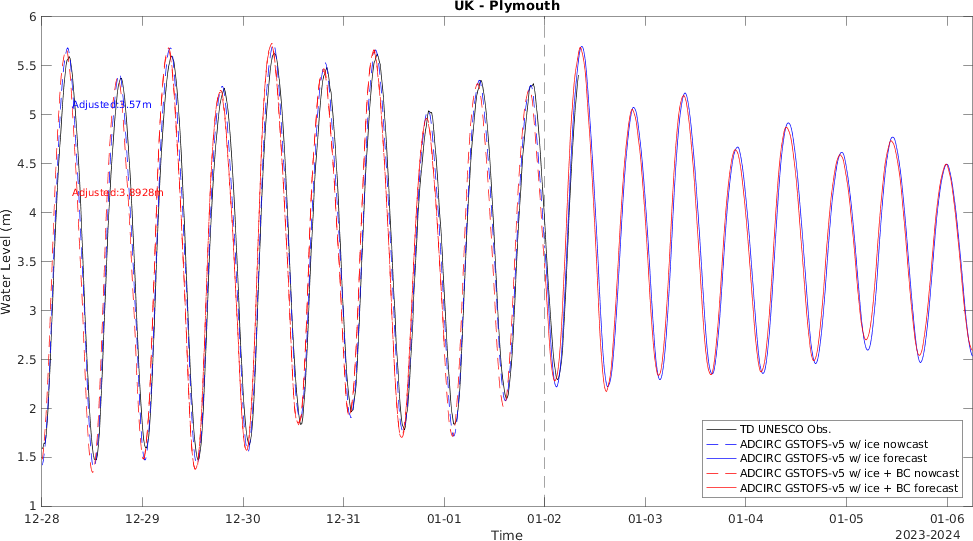 UK - Plymouth
6
5.5
5
4.5
4
3.5
3
2.5
2
1.5
1
Water Level (m)
Adjusted:3.57m
Adjusted:3.8928m
TD UNESCO Obs.
ADCIRC GSTOFS-v5 w/ ice nowcast
ADCIRC GSTOFS-v5 w/ ice forecast
ADCIRC GSTOFS-v5 w/ ice + BC nowcast
ADCIRC GSTOFS-v5 w/ ice + BC forecast
12-28 12-29 12-30 12-31 01-01 01-02 01-03 01-04 01-05 01-06
Time
2023-2024